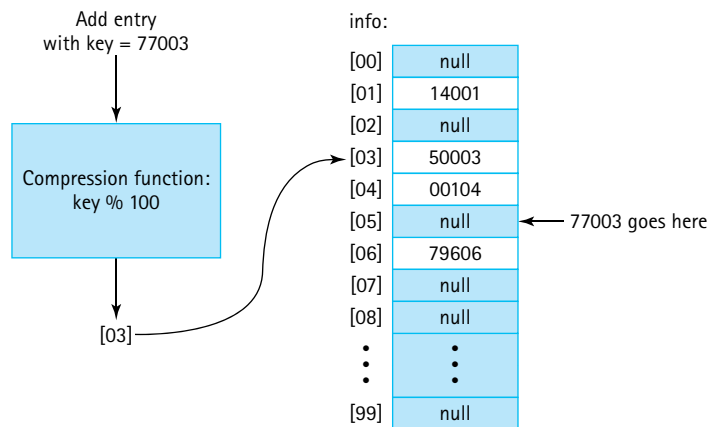 Add entry
with key = 77003
Compression function:
key % 100
[03]
info:
[00] null
[01] 14001
[02] null
[03] 50003
[04] 00104
[05] null
77003 goes here
[06] 79606
[07] null
[08] null
[99] null